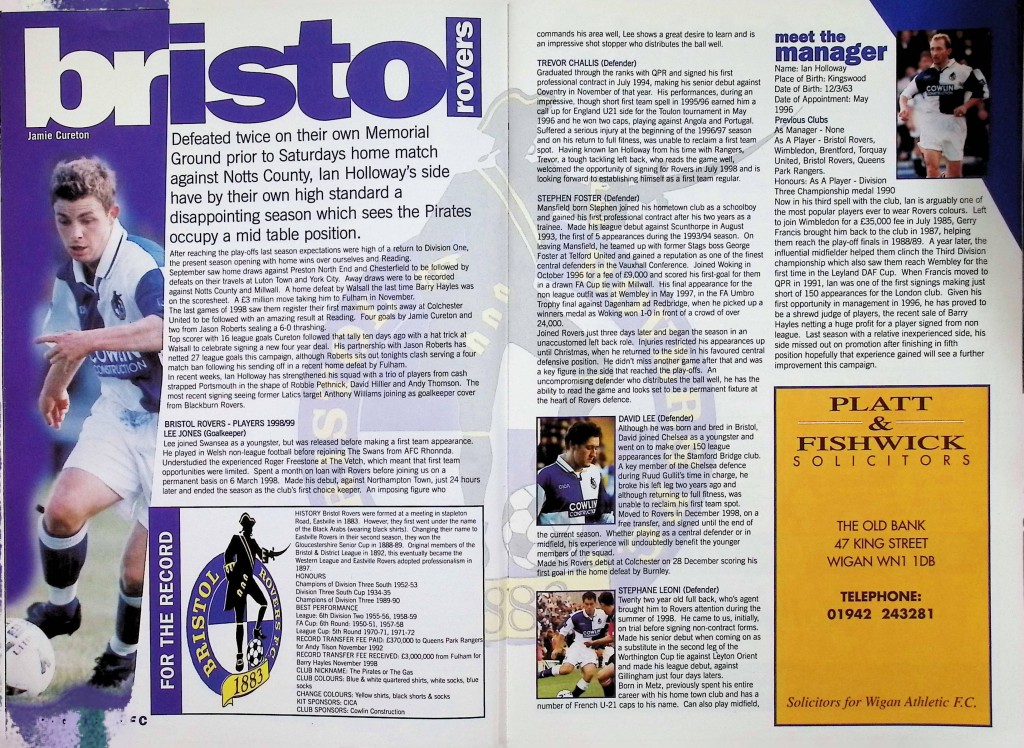 bristol
rovers
Jamie Cureton
Defeated twice on their own Memorial
Ground prior to Saturdays home match
against Notts County, Ian Holloway's side
have by their own high standard a
disappointing season which sees the Pirates
occupy a mid table position.
After reaching the play-offs last season expectations were high of a return to Division One,
the present season opening with home wins over ourselves and Reading.
September saw home draws against Preston North End and Chesterfield to be followed by
defeats on their travels at Luton Town and York City. Away draws were to be recorded
against Notts County and Millwall. A home defeat by Walsall the last time Barry Hayles was
on the scoresheet. A £3 million move taking him to Fulham in November.
The last games of 1998 saw them register their first maximum points away at Colchester
United to be followed with an amazing result at Reading. Four goals by Jamie Cureton and
two from Jason Roberts sealing a 6-0 thrashing.
Top scorer with 16 league goals Cureton followed that tally ten days ago with a hat trick at
Walsall to celebrate signing a new four year deal. His partnership with Jason Roberts has
netted 27 league goals this campaign, although Roberts sits out tonights clash serving a four
match ban following his sending off in a recent home defeat by Fulham.
In recent weeks, Ian Holloway has strengthened his squad with a trio of players from cash
strapped Portsmouth in the shape of Robbie Pethnick, David Hillier and Andy Thomson. The
most recent signing seeing former Latics target Anthony Williams joining as goalkeeper cover
from Blackburn Rovers.
BRISTOL ROVERS - PLAYERS 1998/99
LEE JONES (Goalkeeper)
Lee joined Swansea as a youngster, but was released before making a first team appearance.
He played in Welsh non-league football before rejoining The Swans from AFC Rhonnda.
Understudied the experienced Roger Freestone at The Vetch, which meant that first team
opportunities were limited. Spent a month on loan with Rovers before joining us on a
permanent basis on 6 March 1998. Made his debut, against Northampton Town, just 24 hours
later and ended the season as the club's first choice keeper. An imposing figure who
FOR THE RECORD
BRISTOL
ROVERS F.C.
1883
HISTORY Bristol Rovers were formed at a meeting in stapleton
Road, Eastville in 1883. However, they first went under the name
of the Black Arabs (wearing black shirts). Changing their name to
Eastville Rovers in their second season, they won the
Gloucestershire Senior Cup in 1888-89. Original members of the
Bristol & District League in 1892, this eventually became the
Western League and Eastville Rovers adopted professionalism in
1897.
HONOURS
Champions of Division Three South 1952-53
Division Three South Cup 1934-35
Champions of Division Three 1989-90
BEST PERFORMANCE
League: 6th Division Two 1955-56, 1958-59
FA Cup: 6th Round: 1950-51, 1957-58
League Cup: 5th Round 1970-71, 1971-72
RECORD TRANSFER FEE PAID: £370,000 to Queens Park Rangers
for Andy Tilson November 1992
RECORD TRANSFER FEE RECEIVED: £3,000,000 from Fulham for
Barry Hayles November 1998
CLUB NICKNAME: The Pirates or The Gas
CLUB COLOURS: Blue & white quartered shirts, white socks, blue
socks
CHANGE COLOURS: Yellow shirts, black shorts & socks
KIT SPONSORS: CICA
CLUB SPONSORS: Cowlin Construction
commands his area well, Lee shows a great desire to learn and is
an impressive shot stopper who distributes the ball well.
TREVOR CHALLIS (Defender)
Graduated through the ranks with QPR and signed his first
professional contract in July 1994, making his senior debut against
Coventry in November of that year. His performances, during an
impressive, though short first team spell in 1995/96 earned him a
call up for England U21 side for the Toulon tournament in May
1996 and he won two caps, playing against Angola and Portugal.
Suffered a serious injury at the beginning of the 1996/97 season
and on his return to full fitness, was unable to reclaim a first team
spot. Having known Ian Holloway from his time with Rangers,
Trevor, a tough tackling left back, who reads the game well,
welcomed the opportunity of signing for Rovers in July 1998 and is
looking forward to establishing himself as a first team regular.
STEPHEN FOSTER (Defender)
Mansfield born Stephen joined his hometown club as a schoolboy
and gained his first professional contract after his two years as a
trainee. Made his league debut against Scunthorpe in August
1993, the first of 5 appearances during the 1993/94 season. On
leaving Mansfield, he teamed up with former Stags boss George
Foster at Telford United and gained a reputation as one of the finest
central defenders in the Vauxhall Conference. Joined Woking in
October 1996 for a fee of £9,000 and scored his first-goal for them
in a drawn FA Cup tie with Millwall. His final appearance for the
non league outfit was at Wembley in May 1997, in the FA Umbro
Trophy final against Dagenham ad Redbridge, when he picked up a
winners medal as Woking won 1-0 in front of a crowd of over
24,000.
Joined Rovers just three days later and began the season in an
unaccustomed left back role. Injuries restricted his appearances up
until Christmas, when he returned to the side in his favoured central
defensive position. He didn't miss another game after that and was
a key figure in the side that reached the play-offs. An
uncompromising defender who distributes the ball well, he has the
ability to read the game and looks set to be a permanent fixture at
the heart of Rovers defence.
DAVID LEE (Defender)
Although he was born and bred in Bristol,
David joined Chelsea as a youngster and
went on to make over 150 league
appearances for the Stamford Bridge club.
A key member of the Chelsea defence
during Ruud Gullit's time in charge, he
broke his left leg two years ago and
although returning to full fitness, was
unable to reclaim his first team spot.
Moved to Rovers in December 1998, on a
free transfer, and signed until the end of
the current season. Whether playing as a central defender or in
midfield, his experience will undoubtedly benefit the younger
members of the squad.
Made his Rovers debut at Colchester on 28 December scoring his
first goal in the home defeat by Burnley.
STEPHANE LEONI (Defender)
Twenty two year old full back, who's agent
brought him to Rovers attention during the
summer of 1998. He came to us, initially,
on trial before signing non-contract forms.
Made his senior debut when coming on as
a substitute in the second leg of the
Worthington Cup tie against Leyton Orient
and made his league debut, against
Gillingham just four days later.
Born in Metz, previously spent his entire
career with his home town club and has a
number of French U-21 caps to his name. Can also play midfield,
meet the
manager
Name: Ian Holloway
Place of Birth: Kingswood
Date of Birth: 12/3/63
Date of Appointment: May
1996
Previous Clubs
As Manager - None
As A Player - Bristol Rovers,
Wimbledon, Brentford, Torquay
United, Bristol Rovers, Queens
Park Rangers.
Honours: As A Player - Division
Three Championship medal 1990
Now in his third spell with the club, Ian is arguably one of
the most popular players ever to wear Rovers colours. Left
to join Wimbledon for a £35,000 fee in July 1985, Gerry
Francis brought him back to the club in 1987, helping
them reach the play-off finals in 1988/89. A year later, the
influential midfielder helped them clinch the Third Division
championship which also saw them reach Wembley for the
first time in the Leyland DAF Cup. When Francis moved to
QPR in 1991, Ian was one of the first signings making just
short of 150 appearances for the London club. Given his
first opportunity in management in 1996, he has proved to
be a shrewd judge of players, the recent sale of Barry
Hayles netting a huge profit for a player signed from non
league. Last season with a relative inexperienced side, his
side missed out on promotion after finishing in fifth
position hopefully that experience gained will see a further
improvement this campaign.
PLATT
&
FISHWICK
SOLICITORS
THE OLD BANK
47 KING STREET
WIGAN WN1 1DB
TELEPHONE:
01942 243281
Solicitors for Wigan Athletic F.C.